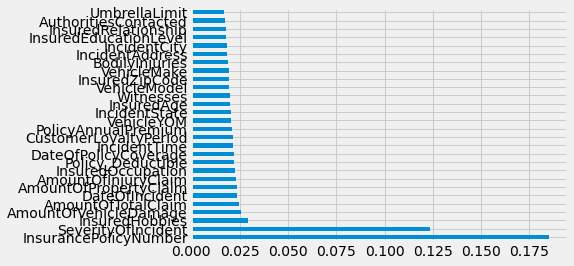 UmbrellaLimit
AuthoritiesContacted
InsuredRelationship
InsuredEducationLevel
IncidentCity
IncidentAddress
BodilyInjuries
VehicleMake
InsuredZipCode
VehicleModel
Witnesses
InsuredAge
IncidentState
VehicleYOM
PolicyAnnualPremium
CustomerLoyaltyPeriod
IncidentTime
DateOfPolicyCoverage
Policy_Deductible
InsuredOccupation
AmountOfInjuryClaim
AmountOfPropertyClaim
DateOfIncident
AmountOfTotalClaim
AmountOfVehicleDamage
InsuredHobbies
SeverityOfIncident
InsurancePolicyNumber
0.000 0.025 0.050 0.075 0.100 0.125 0.150 0.175